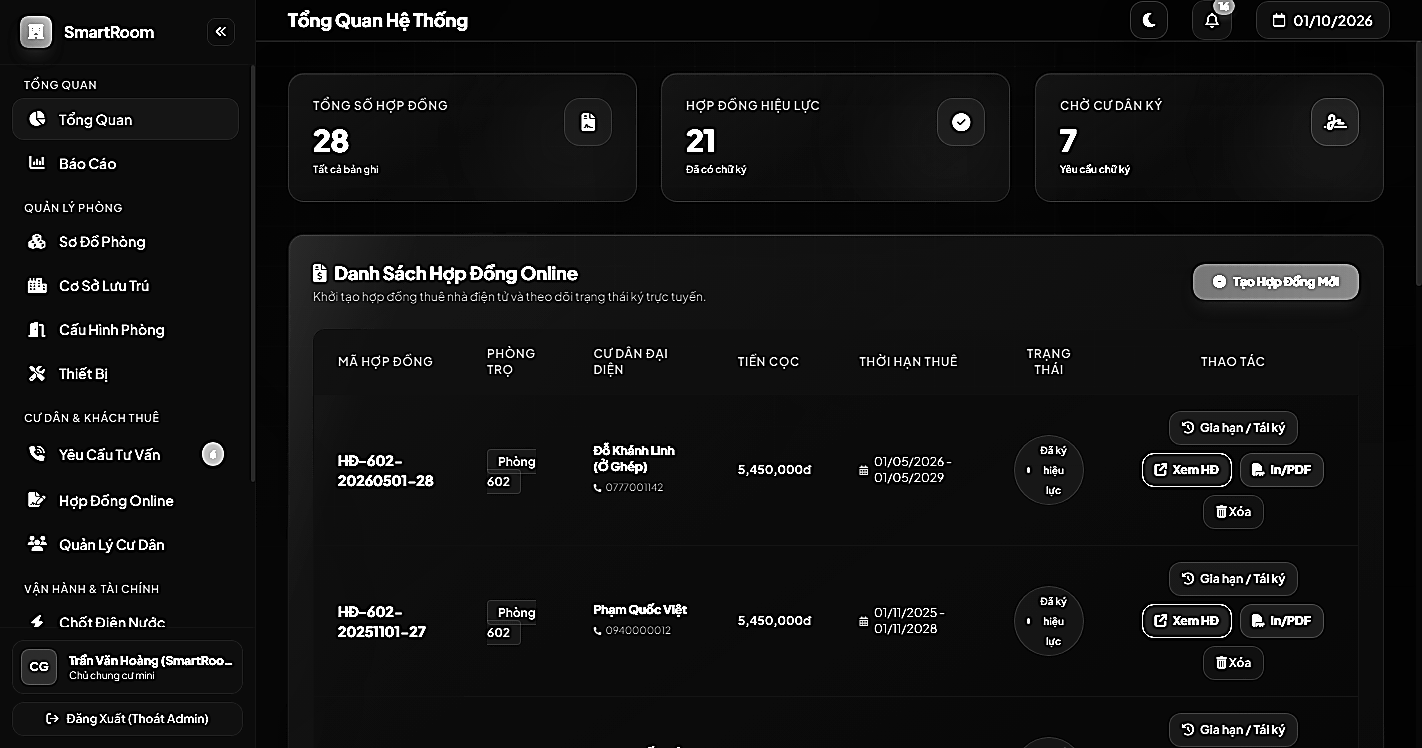 SmartRoom
TỔNG QUAN
Tổng Quan
Báo Cáo
QUẢN LÝ PHÒNG
Sơ Đồ Phòng
Cơ Sở Lưu Trú
Cấu Hình Phòng
Thiết Bị
CƯ DÂN & KHÁCH THUÊ
Yêu Cầu Tư Vấn
6
Hợp Đồng Online
Quản Lý Cư Dân
VẬN HÀNH & TÀI CHÍNH
Chốt Điện Nước
CG
Trần Văn Hoàng (SmartRoo...
Chủ chung cư mini
Đăng Xuất (Thoát Admin)
Tổng Quan Hệ Thống
16
01/10/2026
TỔNG SỐ HỢP ĐỒNG
28
Tất cả bản ghi
HỢP ĐỒNG HIỆU LỰC
21
Đã có chữ ký
CHỜ CƯ DÂN KÝ
7
Yêu cầu chữ ký
Danh Sách Hợp Đồng Online
Khởi tạo hợp đồng thuê nhà điện tử và theo dõi trạng thái ký trực tuyến.
Tạo Hợp Đồng Mới
MÃ HỢP ĐỒNG
PHÒNG
TRỌ
CƯ DÂN ĐẠI
DIỆN
TIỀN CỌC
THỜI HẠN THUÊ
TRẠNG
THÁI
THAO TÁC
HĐ-602-
20260501-28
Phòng
602
Đỗ Khánh Linh
(Ở Ghép)
0777001142
5,450,000đ
01/05/2026 -
01/05/2029
Đã ký
hiệu
lực
Gia hạn / Tái ký
Xem HĐ
In/PDF
Xóa
HĐ-602-
20251101-27
Phòng
602
Phạm Quốc Việt
0940000012
5,450,000đ
01/11/2025 -
01/11/2028
Đã ký
hiệu
lực
Gia hạn / Tái ký
Xem HĐ
In/PDF
Xóa
Gia hạn / Tái ký